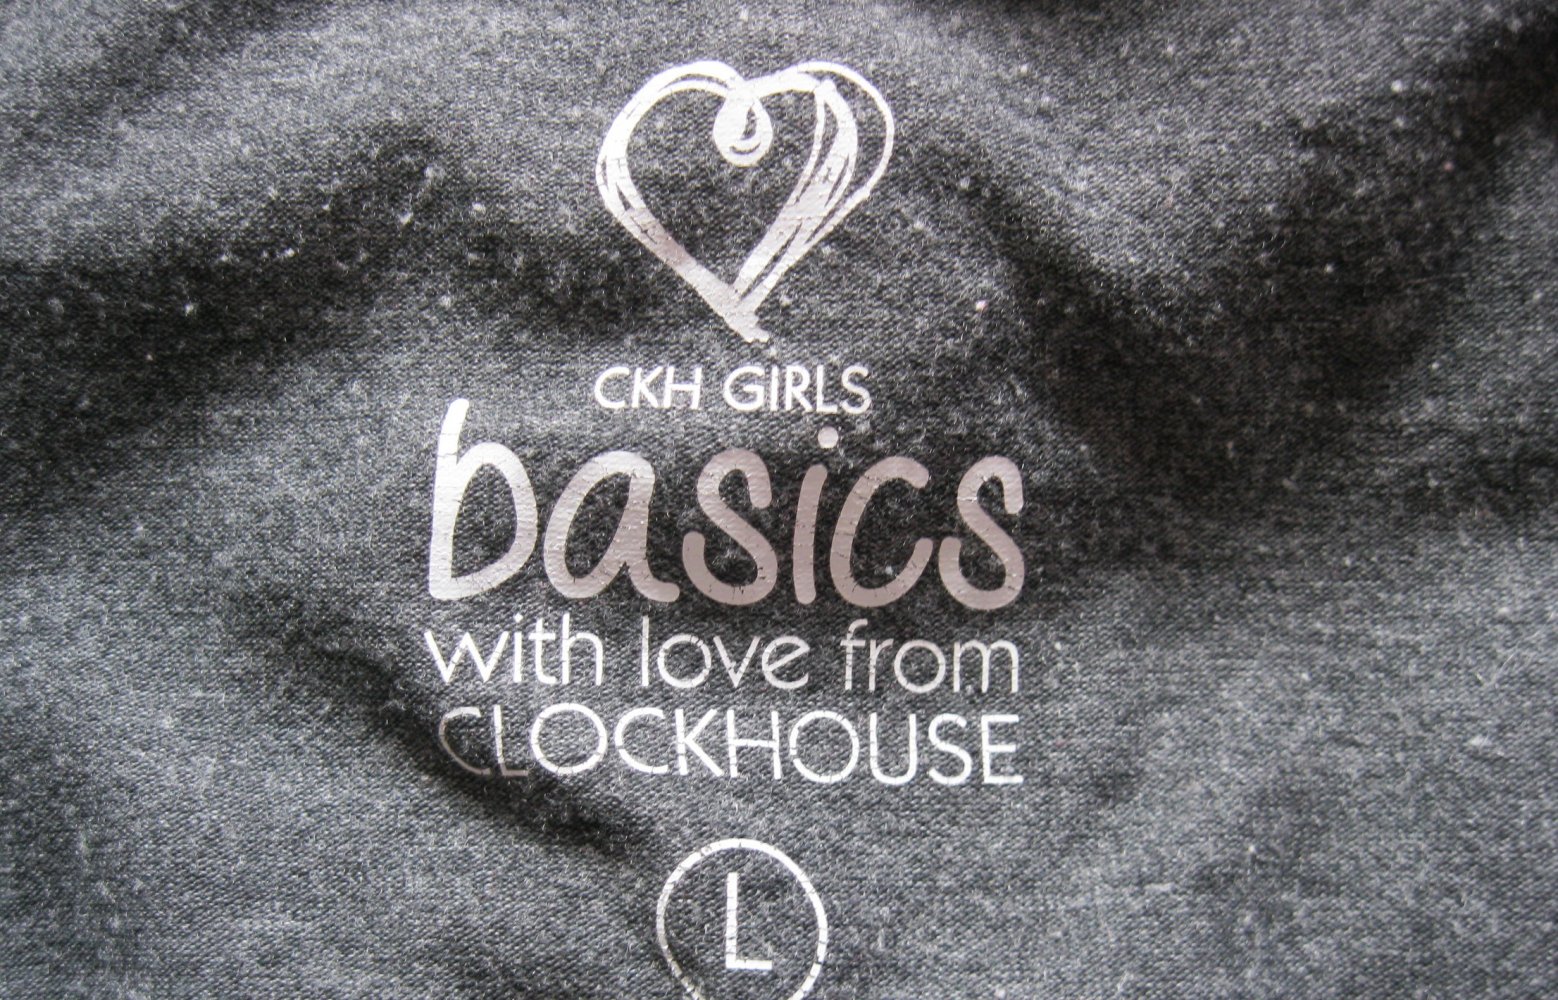 CKH GIRLS
basics
with love from
CLOCKHOUSE
L